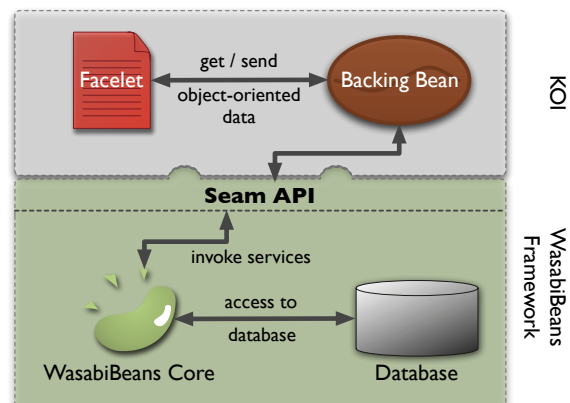 get / send
Facelet
Backing Bean
object-oriented
data
KOI
Seam API
invoke services
WasabiBeans
Framework
access to
database
WasabiBeans Core
Database